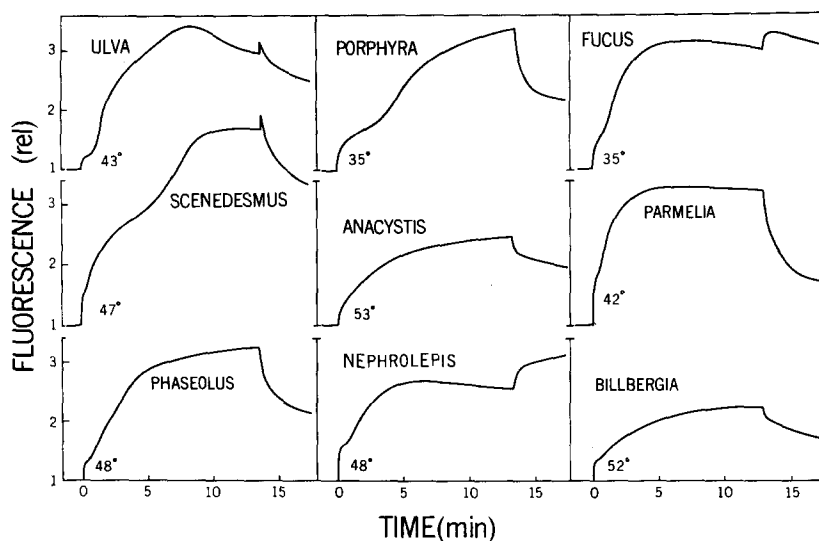 ULVA
PORPHYRA
FUCUS
3
2
1
43°
35°
35°
SCENEDESMUS
ANACYSTIS
PARMELIA
3
2
1
47°
53°
42°
PHASEOLUS
NEPHROLEPIS
BILLBERGIA
3
2
1
48°
48°
52°
0 5 10 15 0 5 10 15 0 5 10 15
TIME(min)
FLUORESCENCE (rel)